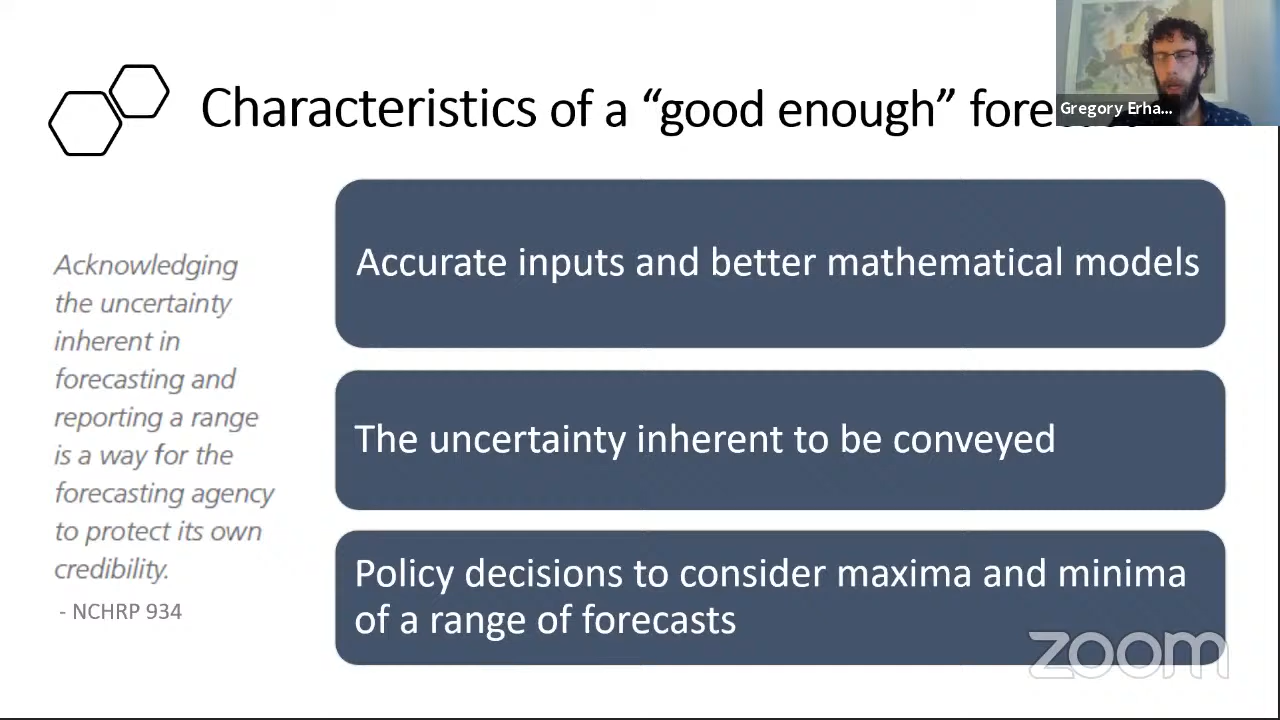 Characteristics of a “good enough”
Gregory Erha...
Acknowledging
the uncertainty
inherent in
forecasting and
reporting a range
is a way for the
forecasting agency
to protect its own
credibility.
- NCHRP 934
Accurate inputs and better mathematical models
The uncertainty inherent to be conveyed
Policy decisions to consider maxima and minima
of a range of forecasts
zoom